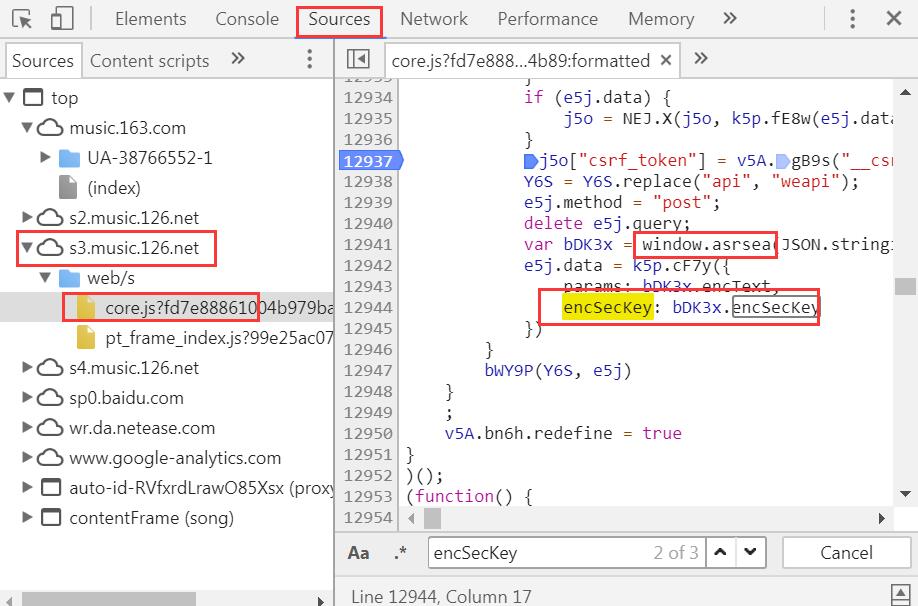 Elements Console Sources Network Performance Memory »
Sources Content scripts »
top
music.163.com
UA-38766552-1
(index)
s2.music.126.net
s3.music.126.net
web/s
core.js?fd7e88861004b979ba
pt_frame_index.js?99e25ac07
s4.music.126.net
sp0.baidu.com
wr.da.netease.com
www.google-analytics.com
auto-id-RVfxrdLrawO85Xsx (proxy
contentFrame (song)
core.js?fd7e888...4b89:formatted × »
12933 }
12934 if (e5j.data) {
12935 j5o = NEJ.X(j5o, k5p.fE8w(e5j.data
12936 }
12937 j5o["csrf_token"] = v5A.gB9s("__csr
12938 Y6S = Y6S.replace("api", "weapi");
12939 e5j.method = "post";
12940 delete e5j.query;
12941 var bDK3x = window.asrsea(JSON.stringi
12942 e5j.data = k5p.cF7y({
12943 params: bDK3x.encText,
12944 encSecKey: bDK3x.encSecKey
12945 })
12946 }
12947 bWY9P(Y6S, e5j)
12948 }
12949 ;
12950 v5A.bn6h.redefine = true
12951 }
12952 )();
12953 (function() {
12954
Aa .* encSecKey 2 of 3 Cancel
Line 12944, Column 17